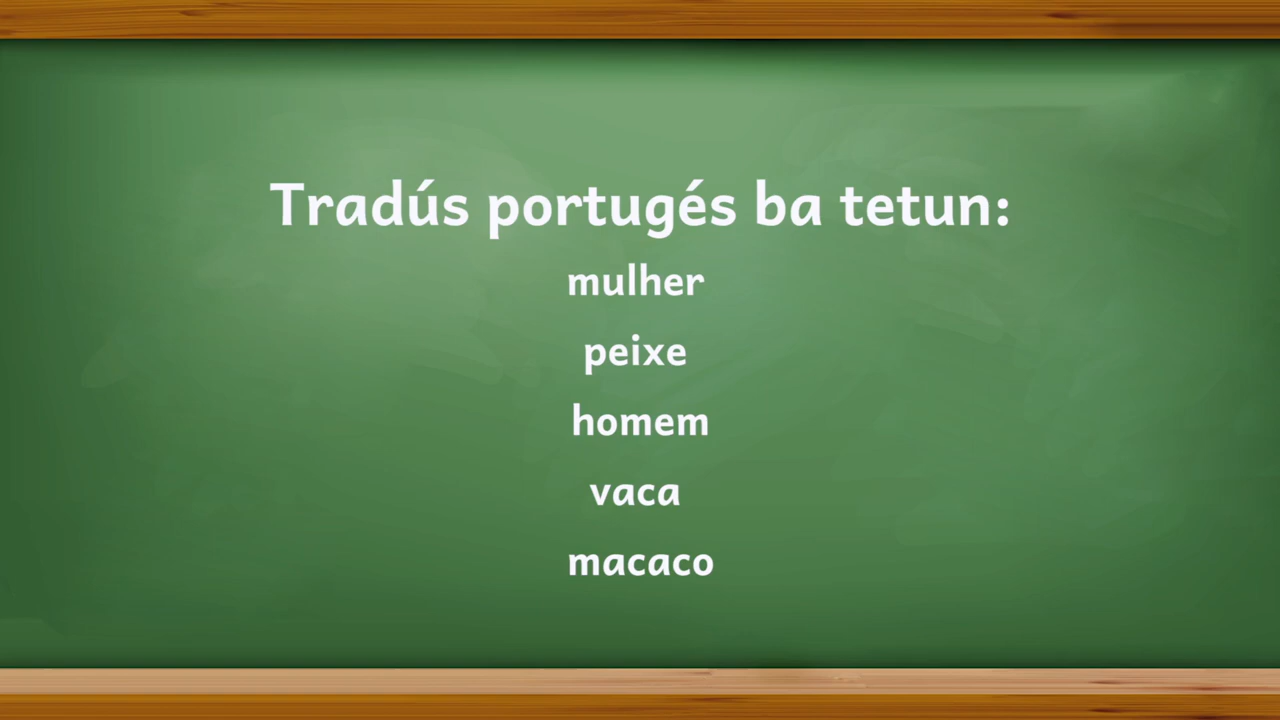 Tradús portugés ba tetun:
mulher
peixe
homem
vaca
macaco